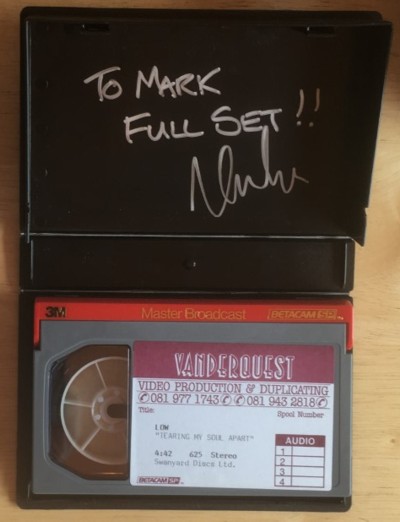 TO MARK
FULL SET !!
3M Master Broadcast BETACAM SP
VANDERQUEST
VIDEO PRODUCTION & DUPLICATING
081 977 1743 081 943 2818
Title: Spool Number
LOW
"TEARING MY SOUL APART"
4:42 625 Stereo
Swanyard Discs Ltd.
AUDIO
1
2
3
4
BETACAM SP